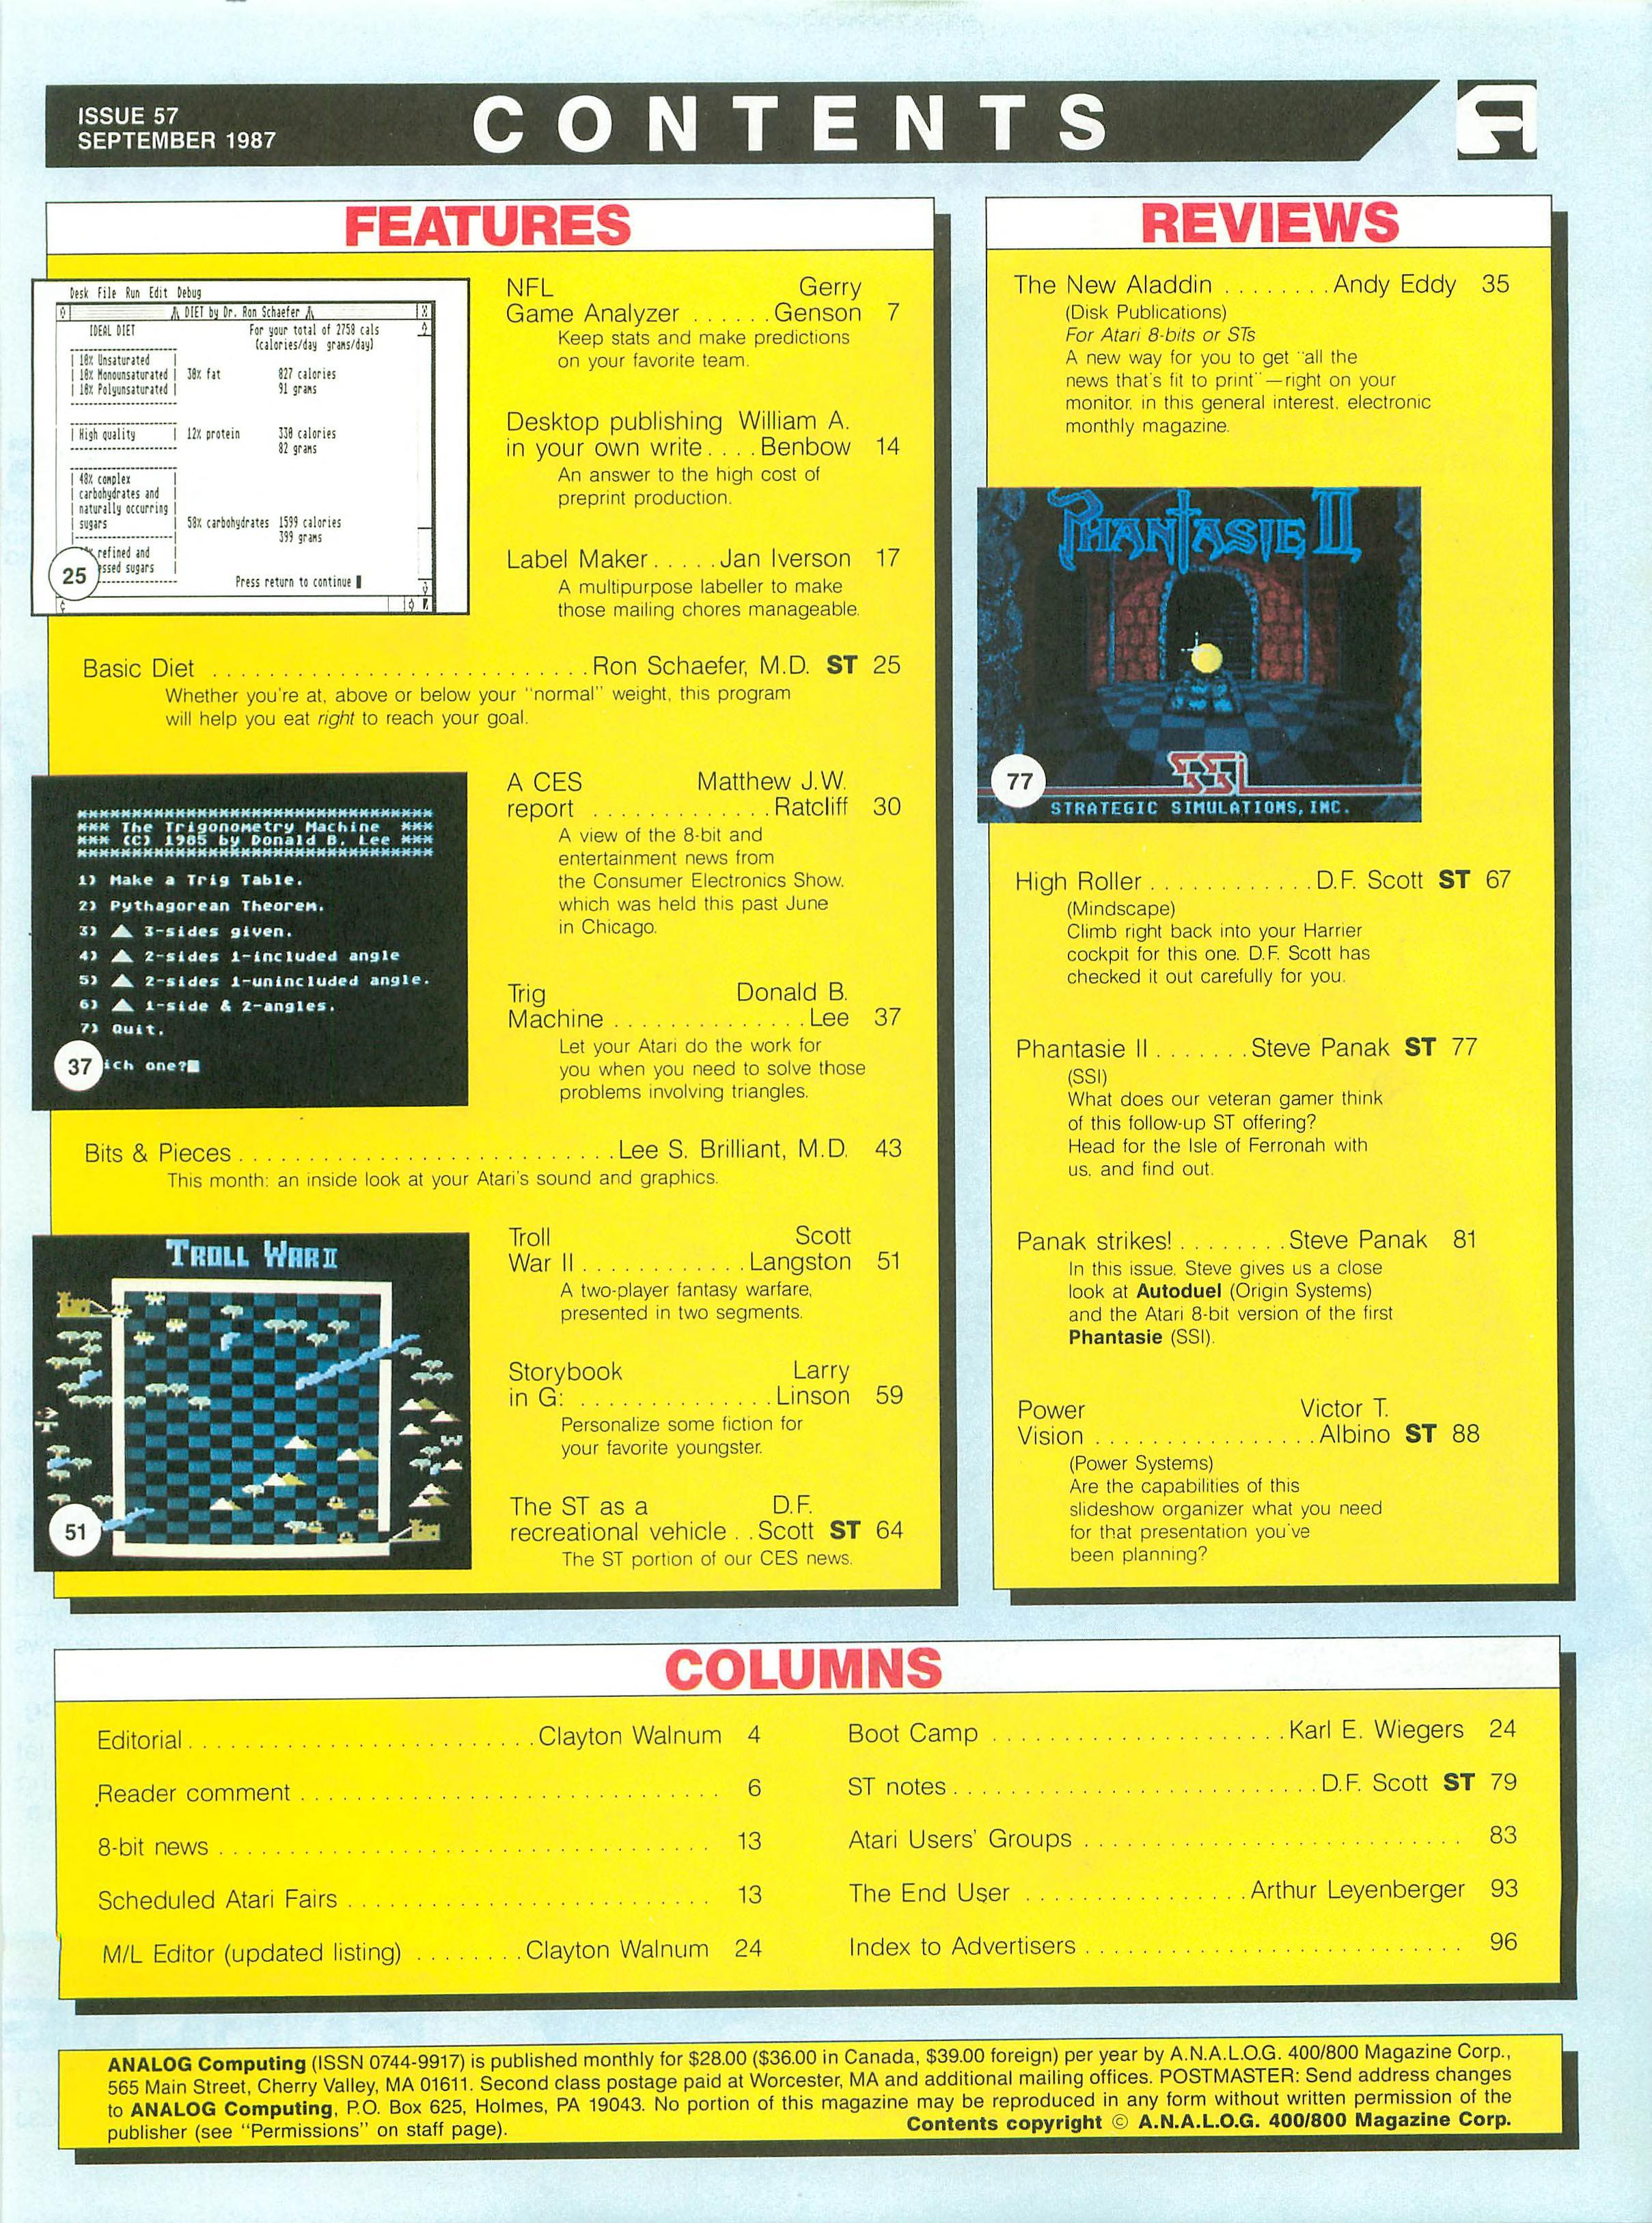 ISSUE 57
SEPTEMBER 1987
CONTENTS
FEATURES
Desk File Run Edit Debug
DIET by Dr. Ron Schaefer
IDEAL DIET For your total of 2758 cals
(calories/day grams/day)
| 10% Unsaturated |
| 10% Monounsaturated | 30% fat 827 calories
| 10% Polyunsaturated | 91 grams
| High quality | 12% protein 330 calories
82 grams
| 48% complex |
| carbohydrates and |
| naturally occurring |
| sugars | 58% carbohydrates 1599 calories
399 grams
refined and |
essed sugars |
Press return to continue
25
NFL Gerry
Game Analyzer ...... Genson 7
Keep stats and make predictions
on your favorite team.
Desktop publishing William A.
in your own write.... Benbow 14
An answer to the high cost of
preprint production.
Label Maker..... Jan Iverson 17
A multipurpose labeller to make
those mailing chores manageable.
Basic Diet ........................... Ron Schaefer, M.D. ST 25
Whether you're at, above or below your "normal" weight, this program
will help you eat right to reach your goal.
***************************************
*** The Trigonometry Machine ***
*** (C) 1985 by Donald B. Lee ***
***************************************
1) Make a Trig Table.
2) Pythagorean Theorem.
3) ▲ 3-sides given.
4) ▲ 2-sides 1-included angle
5) ▲ 2-sides 1-unincluded angle.
6) ▲ 1-side & 2-angles.
7) Quit.
ich one?
37
A CES Matthew J.W.
report ............. Ratcliff 30
A view of the 8-bit and
entertainment news from
the Consumer Electronics Show,
which was held this past June
in Chicago.
Trig Donald B.
Machine .............. Lee 37
Let your Atari do the work for
you when you need to solve those
problems involving triangles.
Bits & Pieces........................... Lee S. Brilliant, M.D. 43
This month: an inside look at your Atari's sound and graphics.
TROLL WAR II
51
Troll Scott
War II............ Langston 51
A two-player fantasy warfare,
presented in two segments.
Storybook Larry
in G: .............. Linson 59
Personalize some fiction for
your favorite youngster.
The ST as a D.F.
recreational vehicle .. Scott ST 64
The ST portion of our CES news.
REVIEWS
The New Aladdin ........ Andy Eddy 35
(Disk Publications)
For Atari 8-bits or STs
A new way for you to get "all the
news that's fit to print"—right on your
monitor, in this general interest, electronic
monthly magazine.
PHANTASIE II
SSI
STRATEGIC SIMULATIONS, INC.
77
High Roller............ D.F. Scott ST 67
(Mindscape)
Climb right back into your Harrier
cockpit for this one. D.F. Scott has
checked it out carefully for you.
Phantasie II....... Steve Panak ST 77
(SSI)
What does our veteran gamer think
of this follow-up ST offering?
Head for the Isle of Ferronah with
us, and find out.
Panak strikes!........ Steve Panak 81
In this issue, Steve gives us a close
look at Autoduel (Origin Systems)
and the Atari 8-bit version of the first
Phantasie (SSI).
Power Victor T.
Vision................ Albino ST 88
(Power Systems)
Are the capabilities of this
slideshow organizer what you need
for that presentation you've
been planning?
COLUMNS
Editorial......................... Clayton Walnum 4
Reader comment .............................. 6
8-bit news ................................... 13
Scheduled Atari Fairs .......................... 13
M/L Editor (updated listing) ........ Clayton Walnum 24
Boot Camp ..................... Karl E. Wiegers 24
ST notes.......................... D.F. Scott ST 79
Atari Users' Groups ........................... 83
The End User ................ Arthur Leyenberger 93
Index to Advertisers........................... 96
ANALOG Computing (ISSN 0744-9917) is published monthly for $28.00 ($36.00 in Canada, $39.00 foreign) per year by A.N.A.L.O.G. 400/800 Magazine Corp.,
565 Main Street, Cherry Valley, MA 01611. Second class postage paid at Worcester, MA and additional mailing offices. POSTMASTER: Send address changes
to ANALOG Computing, P.O. Box 625, Holmes, PA 19043. No portion of this magazine may be reproduced in any form without written permission of the
publisher (see "Permissions" on staff page). Contents copyright © A.N.A.L.O.G. 400/800 Magazine Corp.